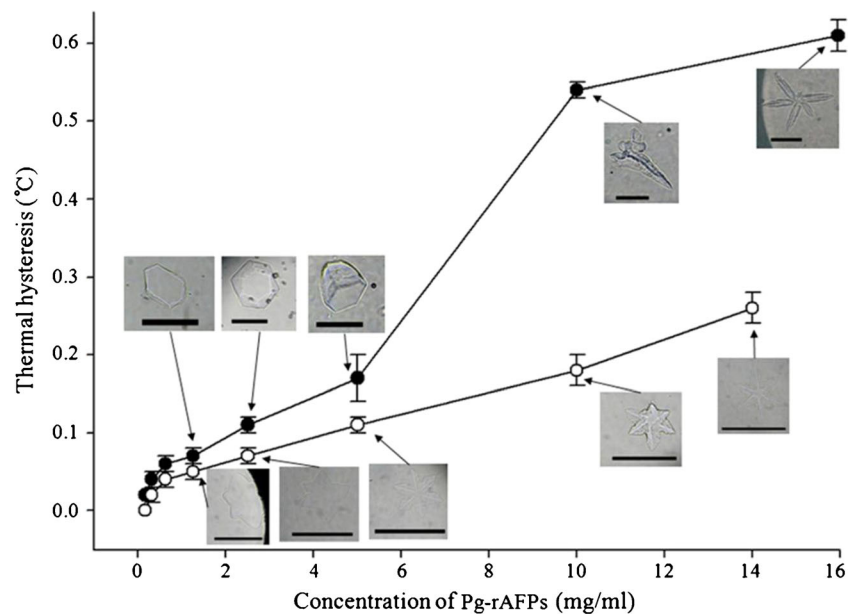 Thermal hysteresis (℃)
0.6
0.5
0.4
0.3
0.2
0.1
0.0
0 2 4 6 8 10 12 14 16
Concentration of Pg-rAFPs (mg/ml)